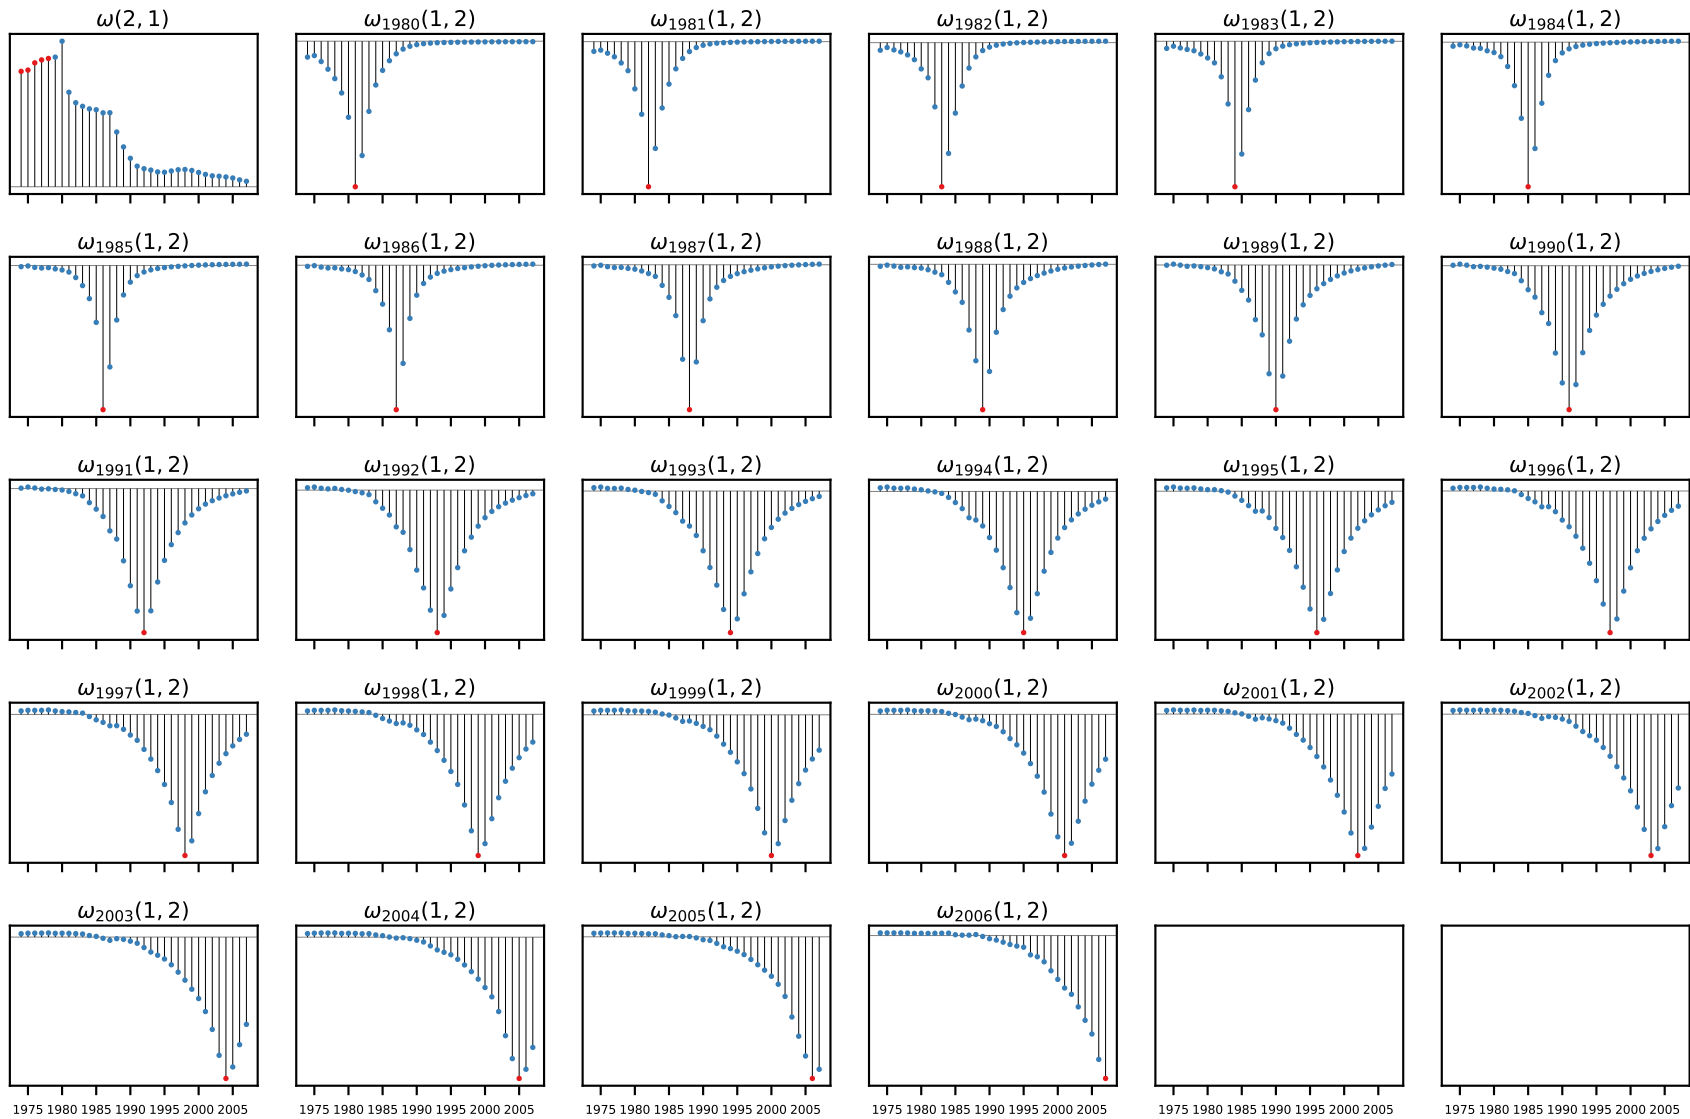 ω(2, 1) ω₁₉₈₀(1, 2) ω₁₉₈₁(1, 2) ω₁₉₈₂(1, 2) ω₁₉₈₃(1, 2) ω₁₉₈₄(1, 2)
ω₁₉₈₅(1, 2) ω₁₉₈₆(1, 2) ω₁₉₈₇(1, 2) ω₁₉₈₈(1, 2) ω₁₉₈₉(1, 2) ω₁₉₉₀(1, 2)
ω₁₉₉₁(1, 2) ω₁₉₉₂(1, 2) ω₁₉₉₃(1, 2) ω₁₉₉₄(1, 2) ω₁₉₉₅(1, 2) ω₁₉₉₆(1, 2)
ω₁₉₉₇(1, 2) ω₁₉₉₈(1, 2) ω₁₉₉₉(1, 2) ω₂₀₀₀(1, 2) ω₂₀₀₁(1, 2) ω₂₀₀₂(1, 2)
ω₂₀₀₃(1, 2) ω₂₀₀₄(1, 2) ω₂₀₀₅(1, 2) ω₂₀₀₆(1, 2)
1975 1980 1985 1990 1995 2000 2005 1975 1980 1985 1990 1995 2000 2005 1975 1980 1985 1990 1995 2000 2005 1975 1980 1985 1990 1995 2000 2005 1975 1980 1985 1990 1995 2000 2005 1975 1980 1985 1990 1995 2000 2005